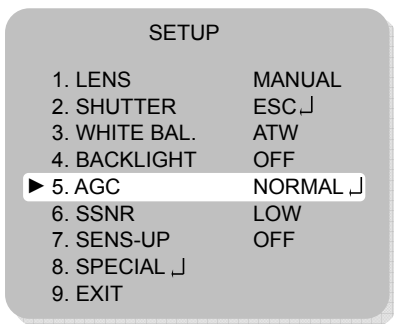 SETUP
1. LENS MANUAL
2. SHUTTER ESC↵
3. WHITE BAL. ATW
4. BACKLIGHT OFF
► 5. AGC NORMAL ↵
6. SSNR LOW
7. SENS-UP OFF
8. SPECIAL ↵
9. EXIT